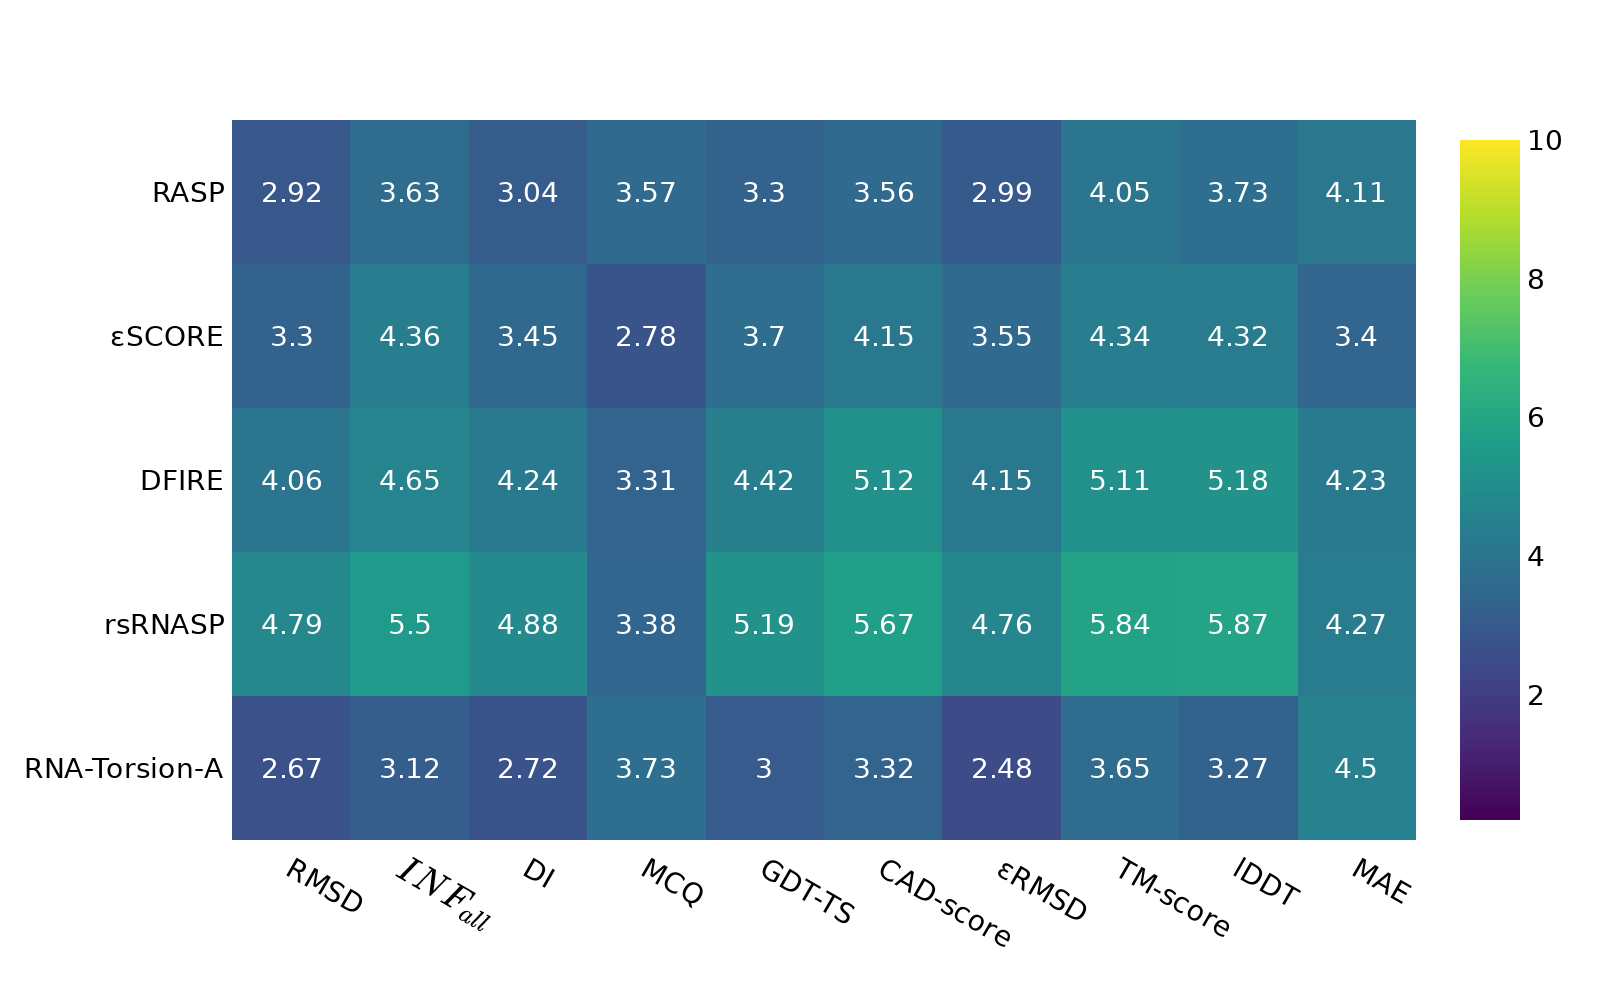 RASP 2.92 3.63 3.04 3.57 3.3 3.56 2.99 4.05 3.73 4.11
εSCORE 3.3 4.36 3.45 2.78 3.7 4.15 3.55 4.34 4.32 3.4
DFIRE 4.06 4.65 4.24 3.31 4.42 5.12 4.15 5.11 5.18 4.23
rsRNASP 4.79 5.5 4.88 3.38 5.19 5.67 4.76 5.84 5.87 4.27
RNA-Torsion-A 2.67 3.12 2.72 3.73 3 3.32 2.48 3.65 3.27 4.5
RMSD INF_all DI MCQ GDT-TS CAD-score εRMSD TM-score lDDT MAE
10
8
6
4
2